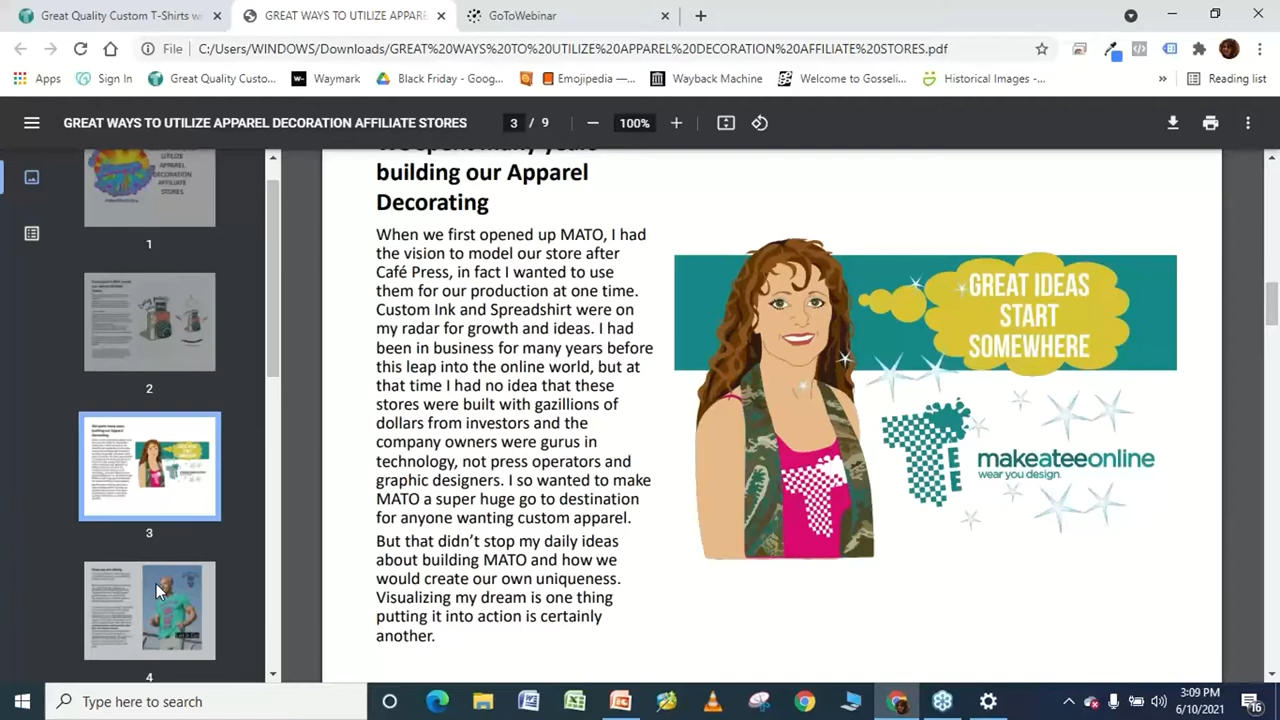 Great Quality Custom T-Shirts w
GREAT WAYS TO UTILIZE APPARE
GoToWebinar
File
C:/Users/WINDOWS/Downloads/GREAT%20WAYS%20TO%20UTILIZE%20APPAREL%20DECORATION%20AFFILIATE%20STORES.pdf
Apps
Sign In
Great Quality Custo...
Waymark
Black Friday - Goog...
Emojipedia —...
Wayback Machine
Welcome to Gosseli...
Historical Images -...
»
Reading list
GREAT WAYS TO UTILIZE APPAREL DECORATION AFFILIATE STORES
3 / 9
100%
UTILIZE
APPAREL
DECORATION
AFFILIATE
STORES
1
2
3
4
building our Apparel
Decorating
When we first opened up MATO, I had
the vision to model our store after
Café Press, in fact I wanted to use
them for our production at one time.
Custom Ink and Spreadshirt were on
my radar for growth and ideas. I had
been in business for many years before
this leap into the online world, but at
that time I had no idea that these
stores were built with gazillions of
dollars from investors and the
company owners were gurus in
technology, not press operators and
graphic designers. I so wanted to make
MATO a super huge go to destination
for anyone wanting custom apparel.
But that didn't stop my daily ideas
about building MATO and how we
would create our own uniqueness.
Visualizing my dream is one thing
putting it into action is certainly
another.
GREAT IDEAS
START
SOMEWHERE
TEE
makeateeonline
wear you design.
Type here to search
3:09 PM
6/10/2021
16